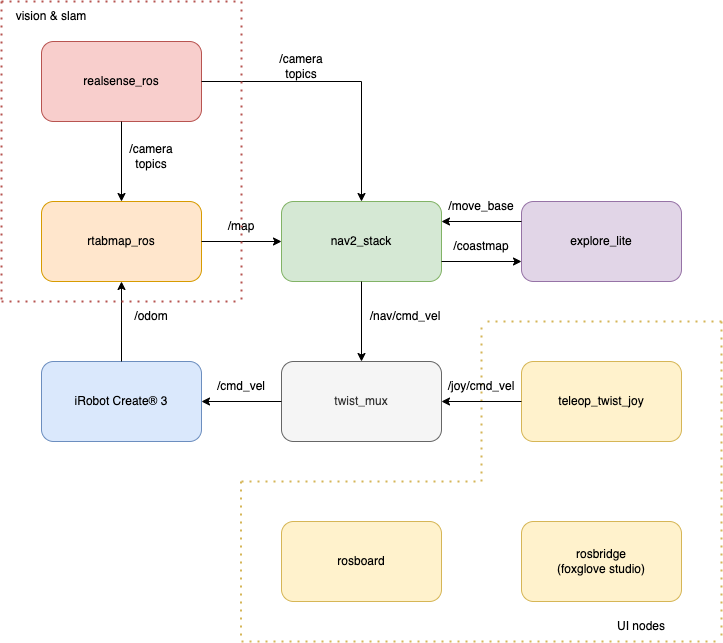 vision & slam
realsense_ros
/camera
topics
/camera
topics
rtabmap_ros
/map
nav2_stack
/move_base
/coastmap
explore_lite
/odom
/nav/cmd_vel
iRobot Create® 3
/cmd_vel
twist_mux
/joy/cmd_vel
teleop_twist_joy
rosboard
rosbridge
(foxglove studio)
UI nodes